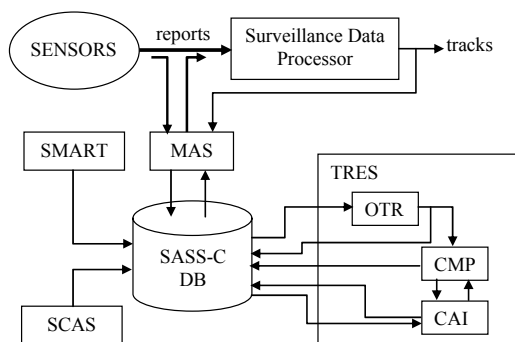 SENSORS
reports
Surveillance Data
Processor
tracks
SMART
MAS
TRES
OTR
SASS-C
DB
CMP
SCAS
CAI